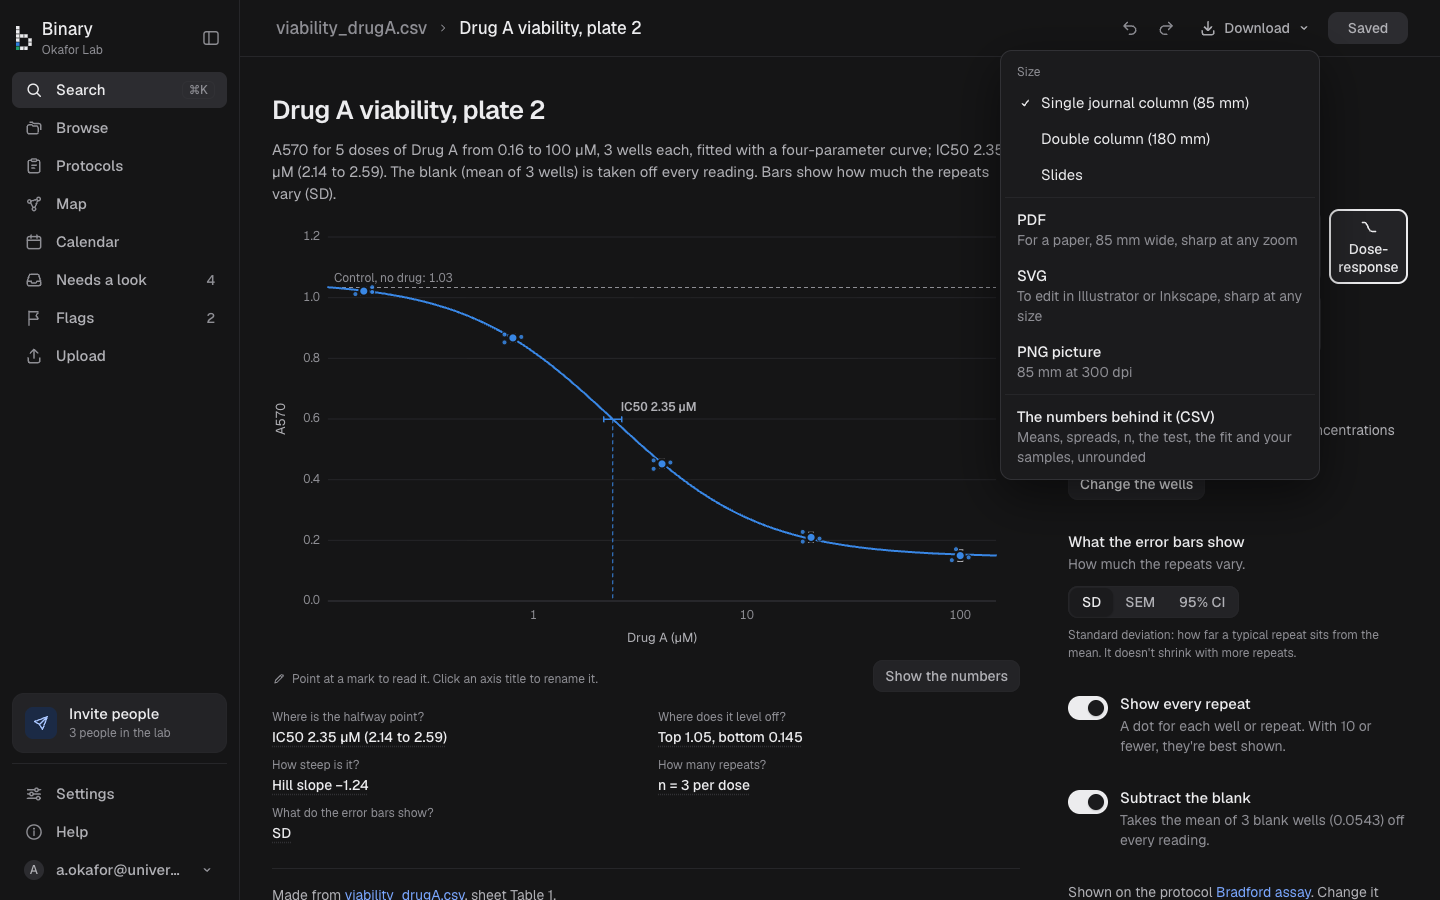 Binary
Okafor Lab
Search ⌘K
Browse
Protocols
Map
Calendar
Needs a look 4
Flags 2
Upload
Invite people
3 people in the lab
Settings
Help
A a.okafor@univer...
viability_drugA.csv › Drug A viability, plate 2
Download
Saved
Drug A viability, plate 2
A570 for 5 doses of Drug A from 0.16 to 100 µM, 3 wells each, fitted with a four-parameter curve; IC50 2.35
µM (2.14 to 2.59). The blank (mean of 3 wells) is taken off every reading. Bars show how much the repeats
vary (SD).
1.2
Control, no drug: 1.03
1.0
0.8
IC50 2.35 µM
0.6
A570
0.4
0.2
0.0
1 10 100
Drug A (µM)
Point at a mark to read it. Click an axis title to rename it.
Show the numbers
Where is the halfway point?
IC50 2.35 µM (2.14 to 2.59)
Where does it level off?
Top 1.05, bottom 0.145
How steep is it?
Hill slope −1.24
How many repeats?
n = 3 per dose
What do the error bars show?
SD
Made from viability_drugA.csv, sheet Table 1.
Size
Single journal column (85 mm)
Double column (180 mm)
Slides
PDF
For a paper, 85 mm wide, sharp at any zoom
SVG
To edit in Illustrator or Inkscape, sharp at any
size
PNG picture
85 mm at 300 dpi
The numbers behind it (CSV)
Means, spreads, n, the test, the fit and your
samples, unrounded
Dose-
response
Change the wells
What the error bars show
How much the repeats vary.
SD SEM 95% CI
Standard deviation: how far a typical repeat sits from the
mean. It doesn't shrink with more repeats.
Show every repeat
A dot for each well or repeat. With 10 or
fewer, they're best shown.
Subtract the blank
Takes the mean of 3 blank wells (0.0543) off
every reading.
Shown on the protocol Bradford assay. Change it